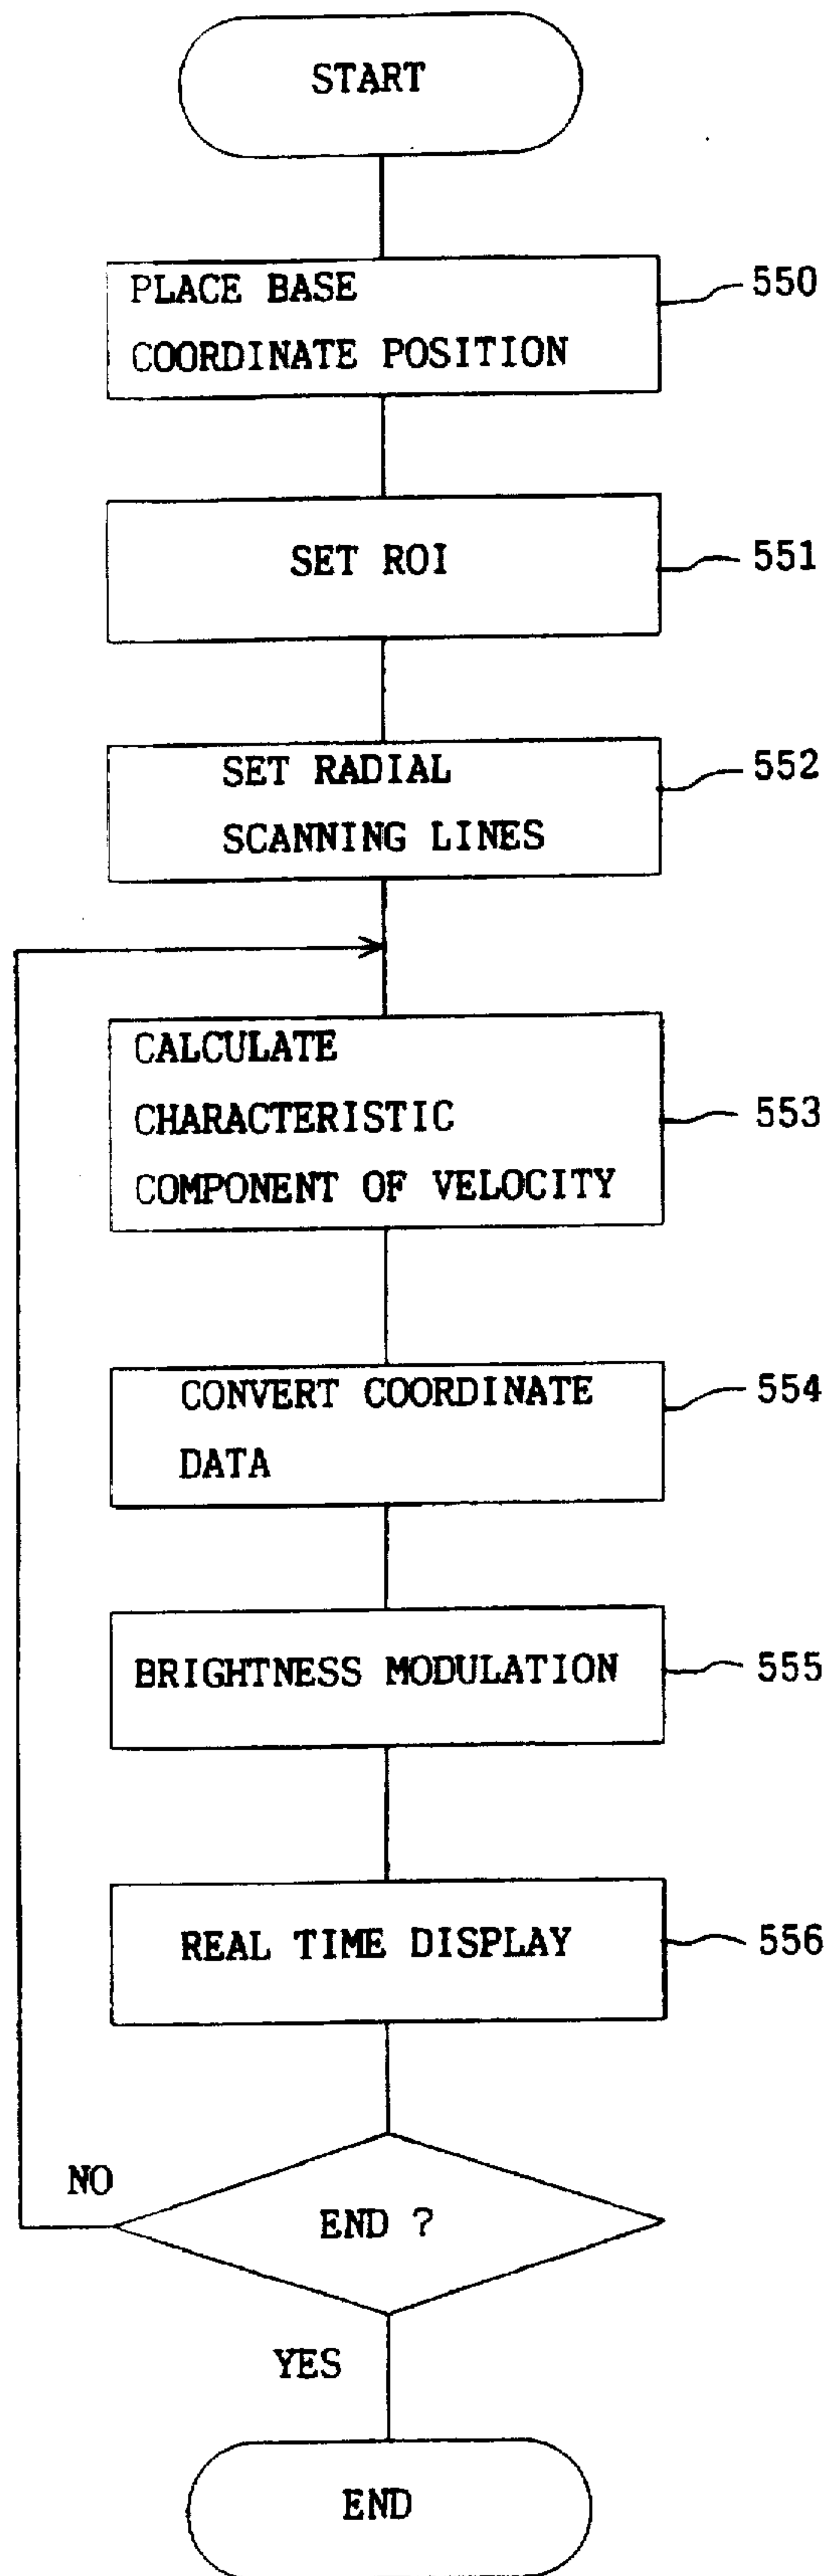 START
PLACE BASE
COORDINATE POSITION
550
SET ROI
551
SET RADIAL
SCANNING LINES
552
CALCULATE
CHARACTERISTIC
COMPONENT OF VELOCITY
553
CONVERT COORDINATE
DATA
554
BRIGHTNESS MODULATION
555
REAL TIME DISPLAY
556
NO
END ?
YES
END